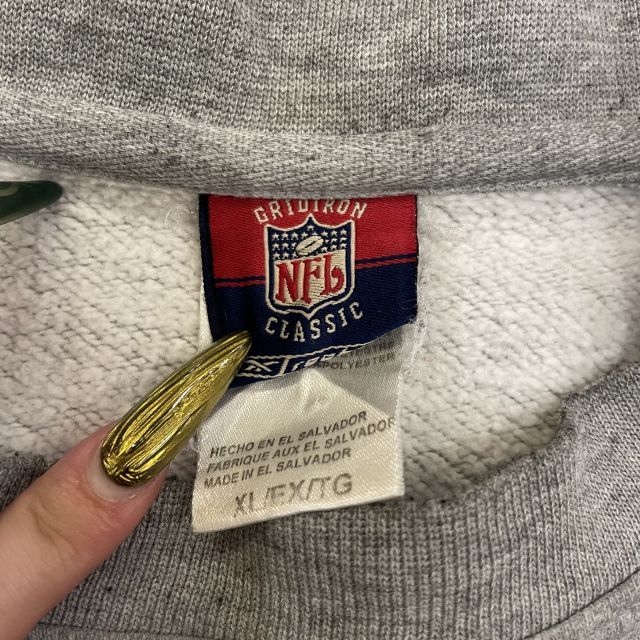 GRIDIRON
NFL
CLASSIC
POLYESTER
HECHO EN EL SALVADOR
FABRIQUE AUX EL SALVADOR
MADE IN EL SALVADOR
XL/EX/TG